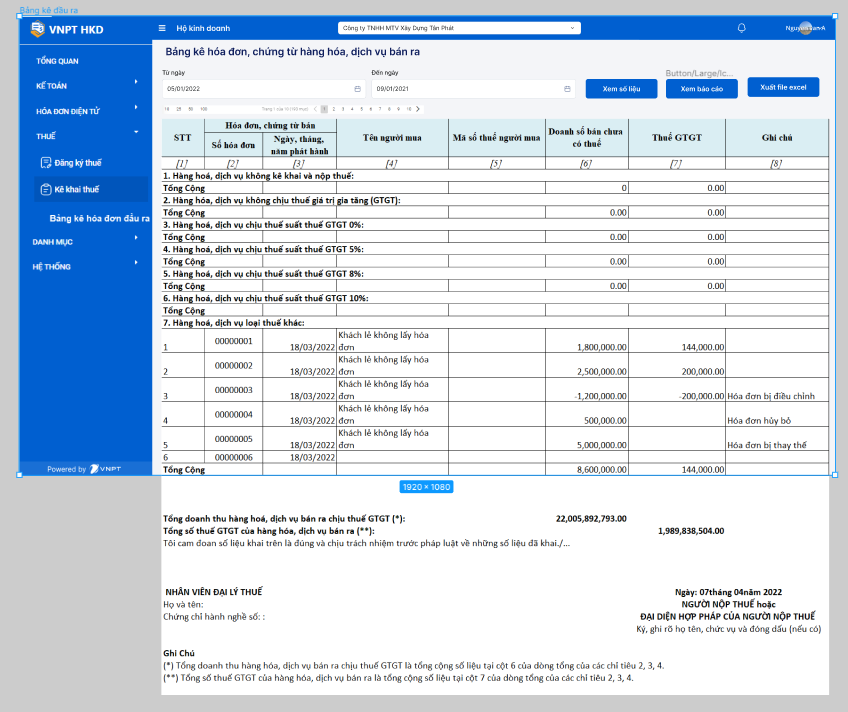 Bảng kê đầu ra
VNPT HKD
Hộ kinh doanh
Công ty TNHH MTV Xây Dựng Tân Phát
TỔNG QUAN
KẾ TOÁN
HÓA ĐƠN ĐIỆN TỬ
THUẾ
Đăng ký thuế
Kê khai thuế
Bảng kê hóa đơn đầu ra
DANH MỤC
HỆ THỐNG
Powered by VNPT
Bảng kê hóa đơn, chứng từ hàng hóa, dịch vụ bán ra
Từ ngày
Đến ngày
Button/Large/Ic...
05/01/2022
09/01/2021
Xem số liệu
Xem báo cáo
Xuất file excel
STT
Hóa đơn, chứng từ bán
Số hóa đơn
Ngày, tháng, năm phát hành
Tên người mua
Mã số thuế người mua
Doanh số bán chưa có thuế
Thuế GTGT
Ghi chú
[1] [2] [3] [4] [5] [6] [7] [8]
1. Hàng hoá, dịch vụ không kê khai và nộp thuế:
Tổng Cộng 0 0.00
2. Hàng hóa, dịch vụ không chịu thuế giá trị gia tăng (GTGT):
Tổng Cộng 0.00 0.00
3. Hàng hoá, dịch vụ chịu thuế suất thuế GTGT 0%:
Tổng Cộng 0.00 0.00
4. Hàng hoá, dịch vụ chịu thuế suất thuế GTGT 5%:
Tổng Cộng 0.00 0.00
5. Hàng hoá, dịch vụ chịu thuế suất thuế GTGT 8%:
Tổng Cộng 0.00 0.00
6. Hàng hoá, dịch vụ chịu thuế suất thuế GTGT 10%:
Tổng Cộng
7. Hàng hoá, dịch vụ loại thuế khác:
1 00000001 18/03/2022 Khách lẻ không lấy hóa đơn 1,800,000.00 144,000.00
2 00000002 18/03/2022 Khách lẻ không lấy hóa đơn 2,500,000.00 200,000.00
3 00000003 18/03/2022 Khách lẻ không lấy hóa đơn -1,200,000.00 -200,000.00 Hóa đơn bị điều chỉnh
4 00000004 18/03/2022 Khách lẻ không lấy hóa đơn 500,000.00 Hóa đơn hủy bỏ
5 00000005 18/03/2022 Khách lẻ không lấy hóa đơn 5,000,000.00 Hóa đơn bị thay thế
6 00000006 18/03/2022
Tổng Cộng 8,600,000.00 144,000.00
1920 × 1080
Tổng doanh thu hàng hoá, dịch vụ bán ra chịu thuế GTGT (*): 22,005,892,793.00
Tổng số thuế GTGT của hàng hóa, dịch vụ bán ra (**): 1,989,838,504.00
Tôi cam đoan số liệu khai trên là đúng và chịu trách nhiệm trước pháp luật về những số liệu đã khai./...
NHÂN VIÊN ĐẠI LÝ THUẾ
Họ và tên:
Chứng chỉ hành nghề số: :
Ngày: 07tháng 04năm 2022
NGƯỜI NỘP THUẾ hoặc
ĐẠI DIỆN HỢP PHÁP CỦA NGƯỜI NỘP THUẾ
Ký, ghi rõ họ tên, chức vụ và đóng dấu (nếu có)
Ghi Chú
(*) Tổng doanh thu hàng hóa, dịch vụ bán ra chịu thuế GTGT là tổng cộng số liệu tại cột 6 của dòng tổng của các chỉ tiêu 2, 3, 4.
(**) Tổng số thuế GTGT của hàng hóa, dịch vụ bán ra là tổng cộng số liệu tại cột 7 của dòng tổng của các chỉ tiêu 2, 3, 4.